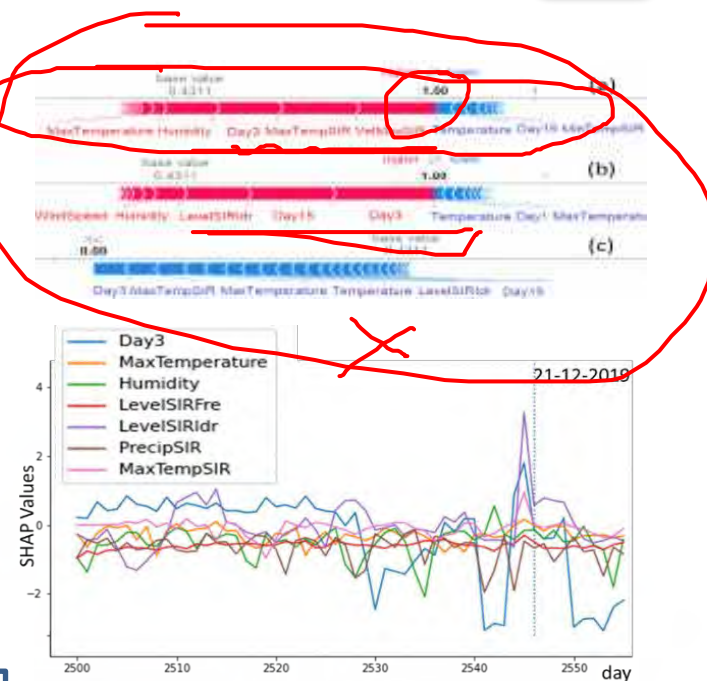 base value
0.4311 1.00 (a)
MaxTemperature Humidity Day3 MaxTempSIR Temperature Day15 MaxTempSIR
base value
0.4311 1.00 (b)
WindSpeed Humidity LevelSIRIdr Day15 Day3 Temperature Day1 MaxTemperatu
0.00 base value (c)
Day3 MaxTempSIR MaxTemperature Temperature LevelSIRIdr Day15
Day3
MaxTemperature
Humidity
LevelSIRFre
LevelSIRIdr
PrecipSIR
MaxTempSIR
21-12-2019
4
2
0
−2
SHAP Values
2500 2510 2520 2530 2540 2550 day